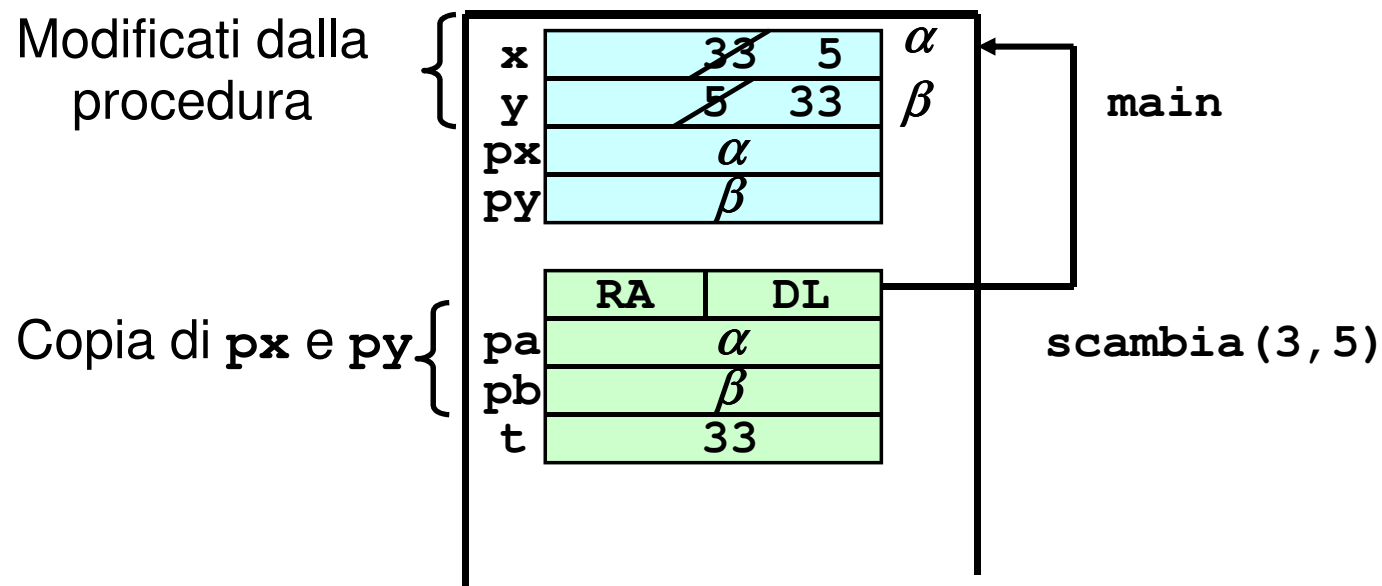 Modificati dalla
procedura
x 33 5 α
y 5 33 β
main
px α
py β
RA DL
Copia di px e py
pa α
scambia(3,5)
pb β
t 33